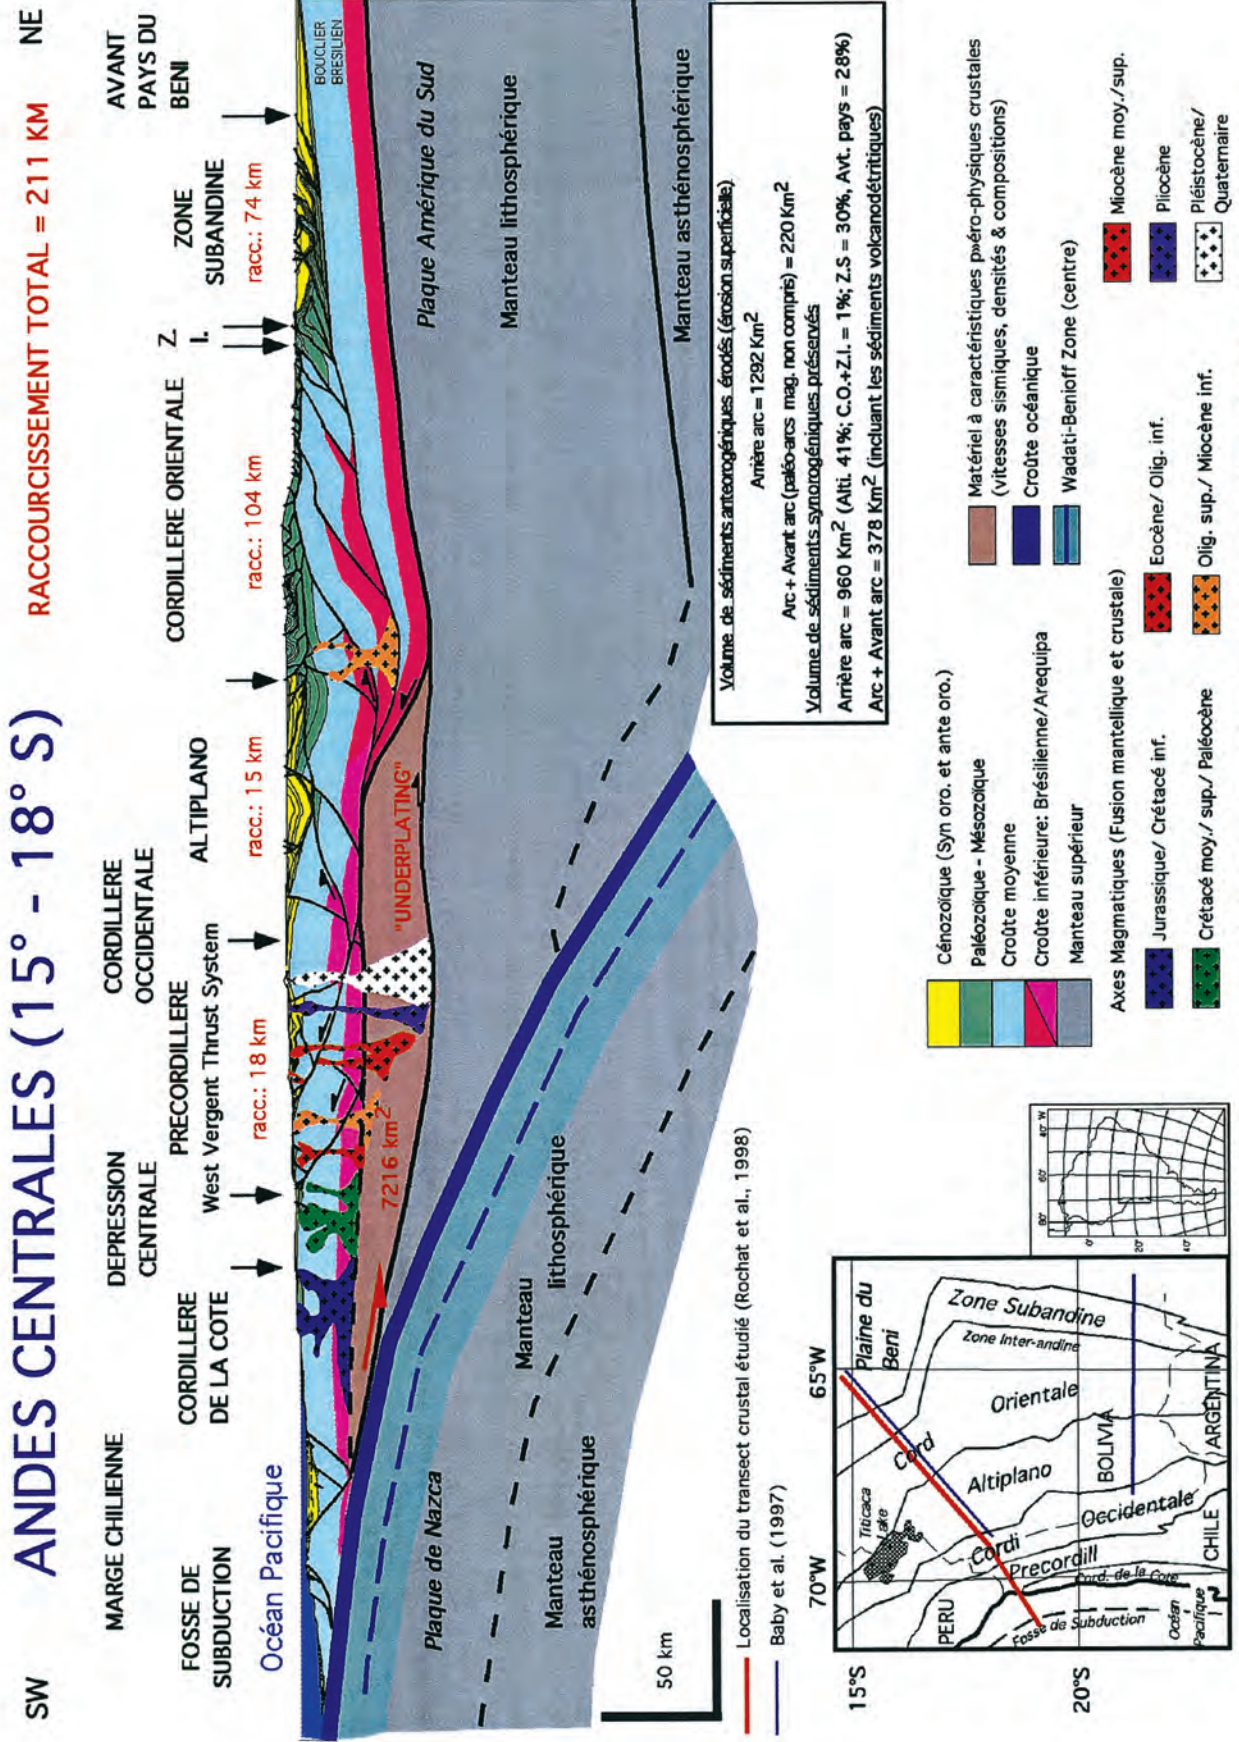 SW ANDES CENTRALES (15° - 18° S) RACCOURCISSEMENT TOTAL = 211 KM NE
MARGE CHILIENNE
DEPRESSION
CENTRALE
CORDILLERE
OCCIDENTALE
AVANT
PAYS DU
BENI
FOSSE DE
SUBDUCTION
CORDILLERE
DE LA COTE
PRECORDILLERE
West Vergent Thrust System
ALTIPLANO
CORDILLERE ORIENTALE
Z.
I.
ZONE
SUBANDINE
Océan Pacifique
racc.: 18 km
racc.: 15 km
racc.: 104 km
racc.: 74 km
BOUCLIER
BRESILIEN
7216 km2
"UNDERPLATING"
Plaque de Nazca
Plaque Amérique du Sud
Manteau
lithosphérique
Manteau lithosphérique
Manteau
asthénosphérique
Manteau asthénosphérique
50 km
Volume de sédiments anteorogéniques érodés (érosion superficielle)
Arrière arc = 1292 Km2
Arc + Avant arc (paléo-arcs mag. non compris) = 220 Km2
Volume de sédiments synorogéniques préservés
Arrière arc = 960 Km2 (Alti. 41%; C.O.+Z.I. = 1%; Z.S = 30%, Avt. pays = 28%)
Arc + Avant arc = 378 Km2 (incluant les sédiments volcanodétritiques)
Localisation du transect crustal étudié (Rochat et al., 1998)
Baby et al. (1997)
70°W
65°W
15°S
20°S
Plaine du
Beni
Zone Subandine
Zone Inter-andine
Orientale
Cord
Altiplano
Titicaca
Lake
BOLIVIA
Occidentale
Cordi
Precordill
Cord. de la Cote
PERU
CHILE
ARGENTINA
Fosse de Subduction
Océan
Pacifique
80°
60°
40° W
0°
20°
40°
Cénozoïque (Syn oro. et ante oro.)
Paléozoïque - Mésozoïque
Croûte moyenne
Croûte inférieure: Brésilienne/Arequipa
Manteau supérieur
Matériel à caractéristiques pъéro-physiques crustales
(vitesses sismiques, densités & compositions)
Croûte océanique
Wadati-Benioff Zone (centre)
Axes Magmatiques (Fusion mantellique et crustale)
Jurassique/ Crétacé inf.
Eocène/ Olig. inf.
Miocène moy./sup.
Crétacé moy./ sup./ Paléocène
Olig. sup./ Miocène inf.
Pliocène
Pléistocène/
Quaternaire